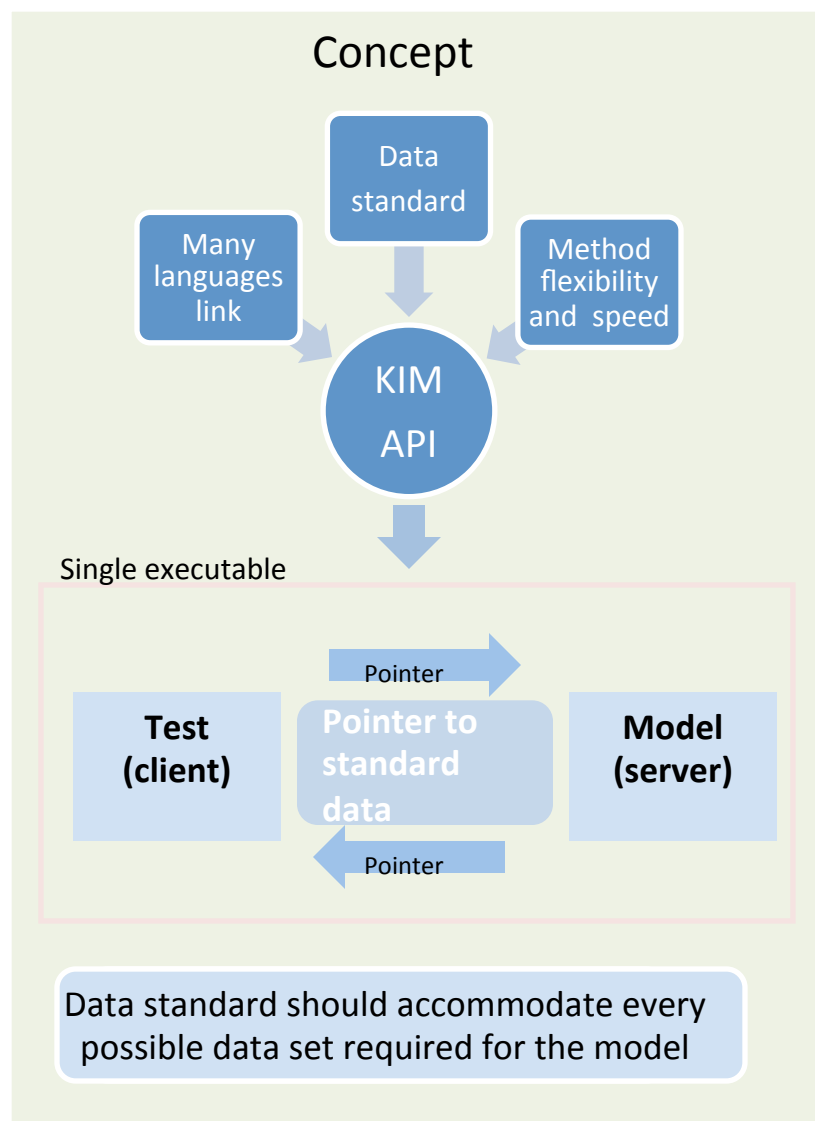 Concept
Data
standard
Many
languages
link
Method
flexibility
and speed
KIM
API
Single executable
Pointer
Test
(client)
Pointer to
standard
data
Model
(server)
Pointer
Data standard should accommodate every
possible data set required for the model